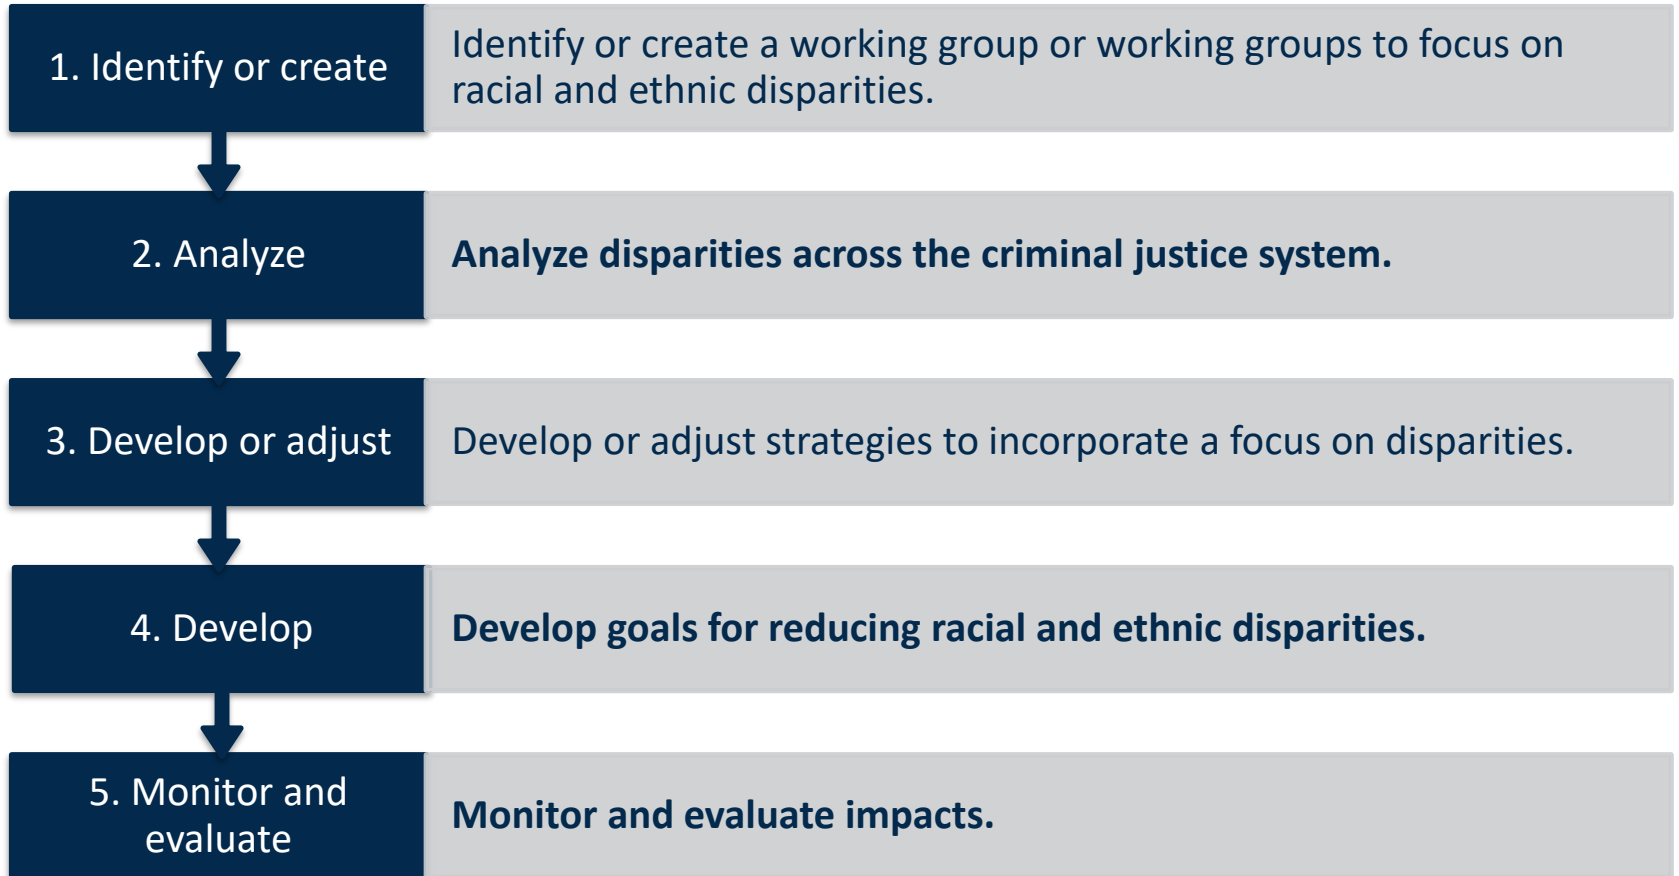 1. Identify or create
Identify or create a working group or working groups to focus on
racial and ethnic disparities.
2. Analyze
Analyze disparities across the criminal justice system.
3. Develop or adjust
Develop or adjust strategies to incorporate a focus on disparities.
4. Develop
Develop goals for reducing racial and ethnic disparities.
5. Monitor and
evaluate
Monitor and evaluate impacts.